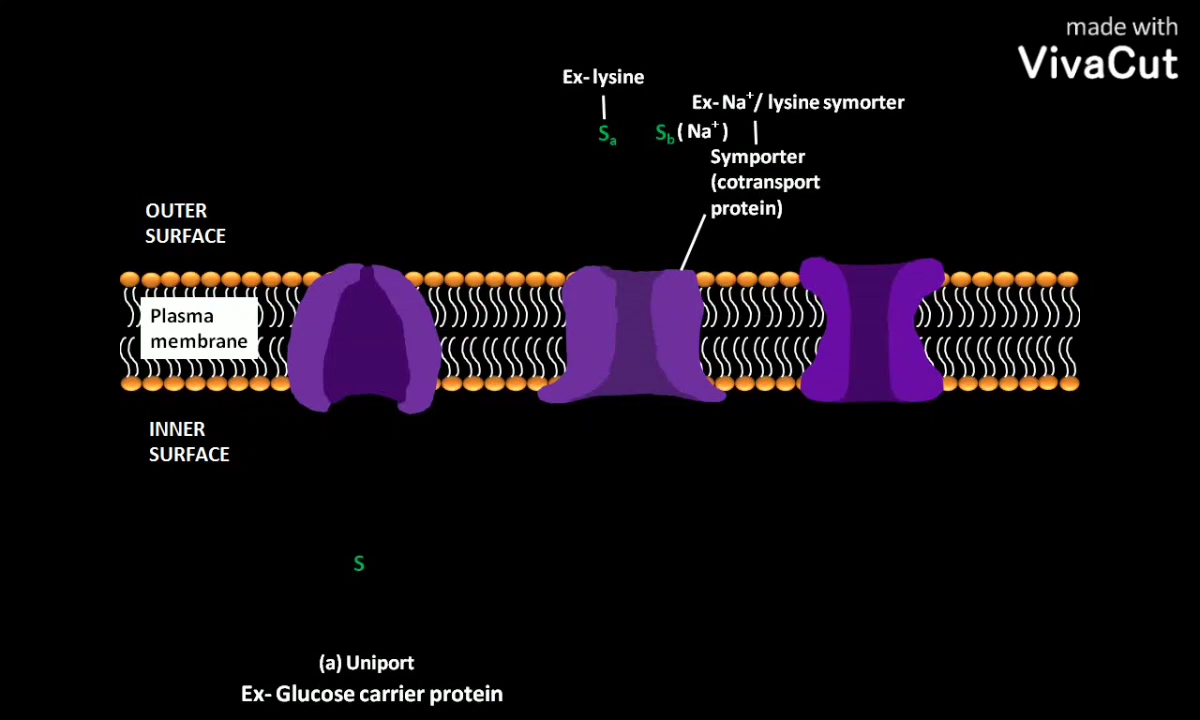 made with
VivaCut
Ex- lysine
Ex- Na⁺/ lysine symorter
Sₐ
S_b ( Na⁺ )
Symporter
(cotransport
protein)
OUTER
SURFACE
Plasma
membrane
INNER
SURFACE
S
(a) Uniport
Ex- Glucose carrier protein